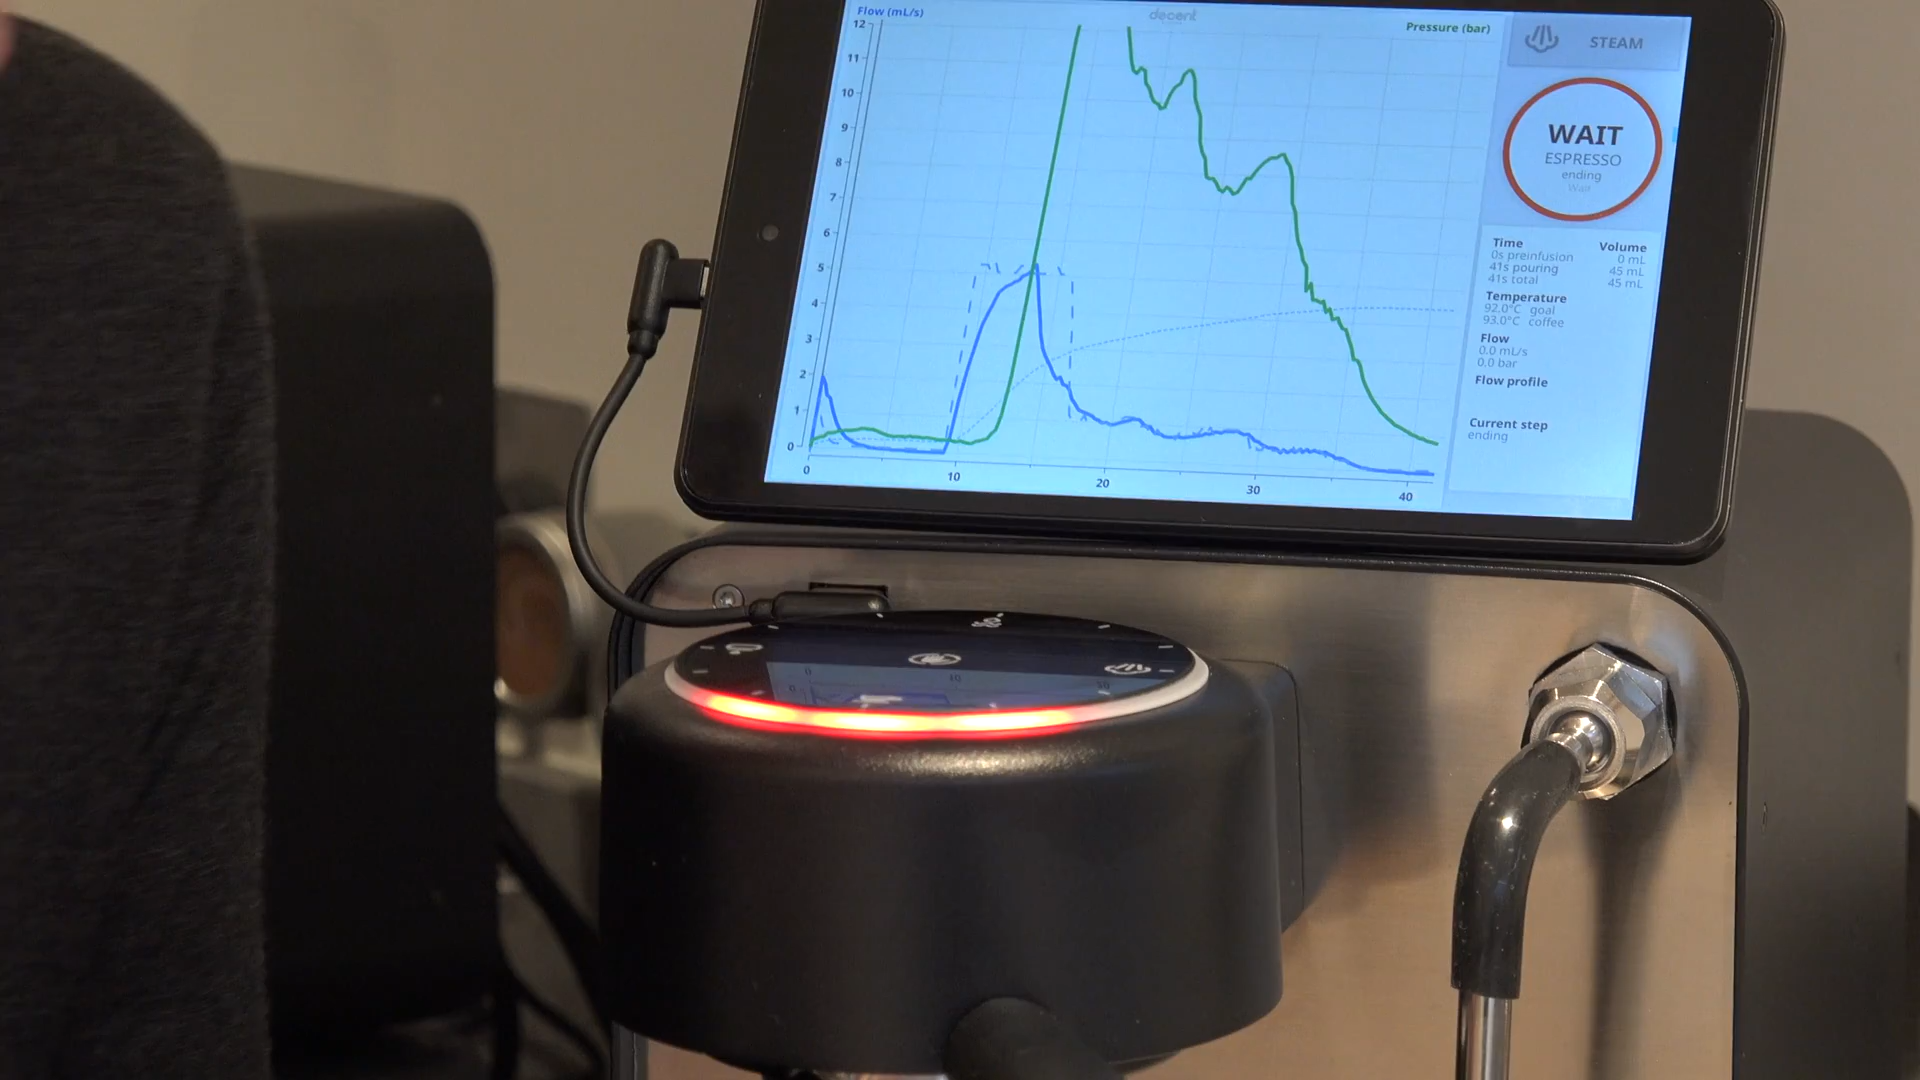 Flow (mL/s)
decent
Pressure (bar)
12
11
10
9
8
7
6
5
4
3
2
1
0
0
10
20
30
40
STEAM
WAIT
ESPRESSO
ending
Wait
Time
0s preinfusion
41s pouring
41s total
Volume
0 mL
45 mL
45 mL
Temperature
92.0°C goal
93.0°C coffee
Flow
0.0 mL/s
0.0 bar
Flow profile
Current step
ending